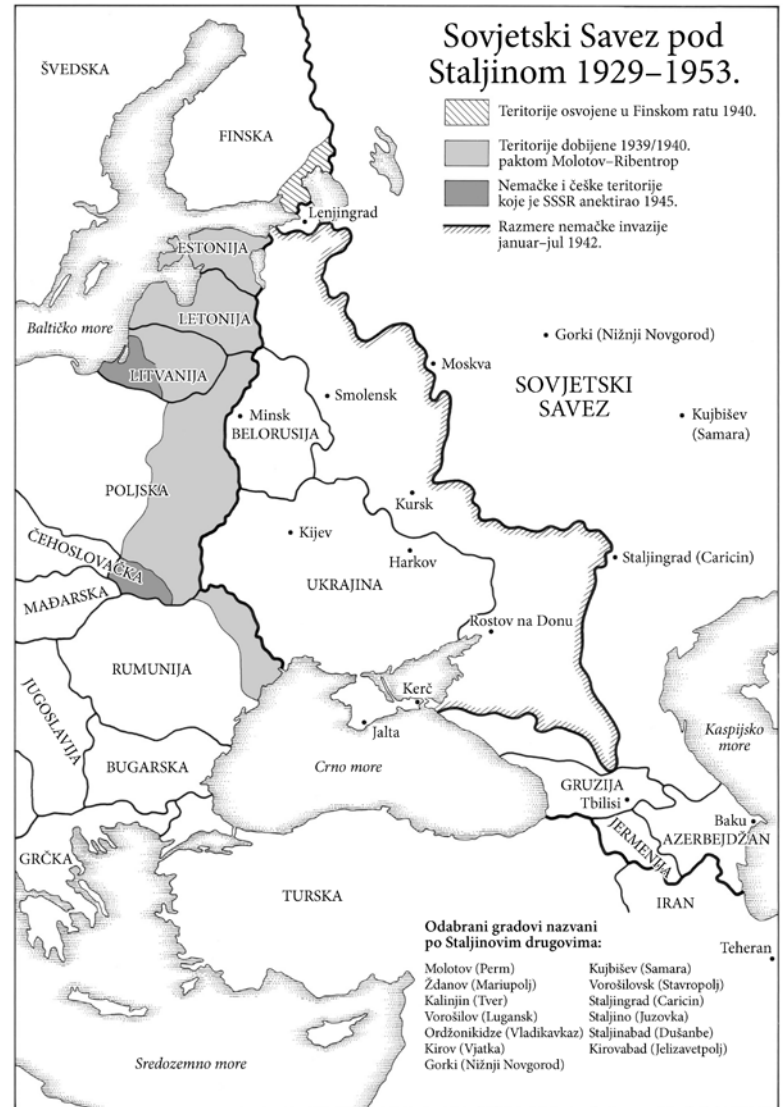 Sovjetski Savez pod
Staljinom 1929–1953.
Teritorije osvojene u Finskom ratu 1940.
Teritorije dobijene 1939/1940.
paktom Molotov–Ribentrop
Nemačke i češke teritorije
koje je SSSR anektirao 1945.
Razmere nemačke invazije
januar–jul 1942.
ŠVEDSKA
FINSKA
Lenjingrad
ESTONIJA
Baltičko more
LETONIJA
LITVANIJA
Gorki (Nižnji Novgorod)
Moskva
SOVJETSKI
SAVEZ
Smolensk
Minsk
BELORUSIJA
Kujbišev
(Samara)
POLJSKA
Kursk
Kijev
Harkov
ČEHOSLOVAČKA
Staljingrad (Caricin)
MAĐARSKA
UKRAJINA
Rostov na Donu
RUMUNIJA
JUGOSLAVIJA
Kerč
Jalta
Kaspijsko
more
BUGARSKA
Crno more
GRUZIJA
Tbilisi
Baku
AZERBEJDŽAN
JERMENIJA
GRČKA
TURSKA
IRAN
Teheran
Sredozemno more
Odabrani gradovi nazvani
po Staljinovim drugovima:
Molotov (Perm)
Ždanov (Mariupolj)
Kalinjin (Tver)
Vorošilov (Lugansk)
Ordžonikidze (Vladikavkaz)
Kirov (Vjatka)
Gorki (Nižnji Novgorod)
Kujbišev (Samara)
Vorošilovsk (Stavropolj)
Staljingrad (Caricin)
Staljino (Juzovka)
Staljinabad (Dušanbe)
Kirovabad (Jelizavetpolj)